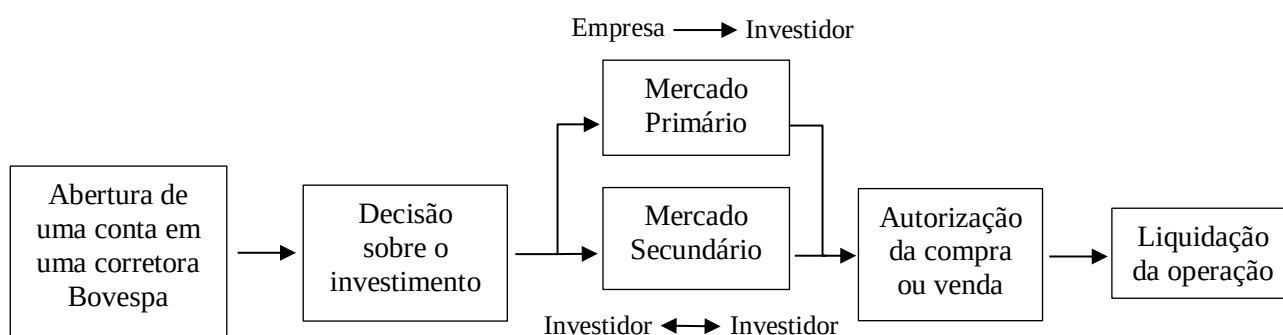 Empresa Investidor
Mercado
Primário
Abertura de
uma conta em
uma corretora
Bovespa
Decisão
sobre o
investimento
Mercado
Secundário
Autorização
da compra
ou venda
Liquidação
da operação
Investidor Investidor